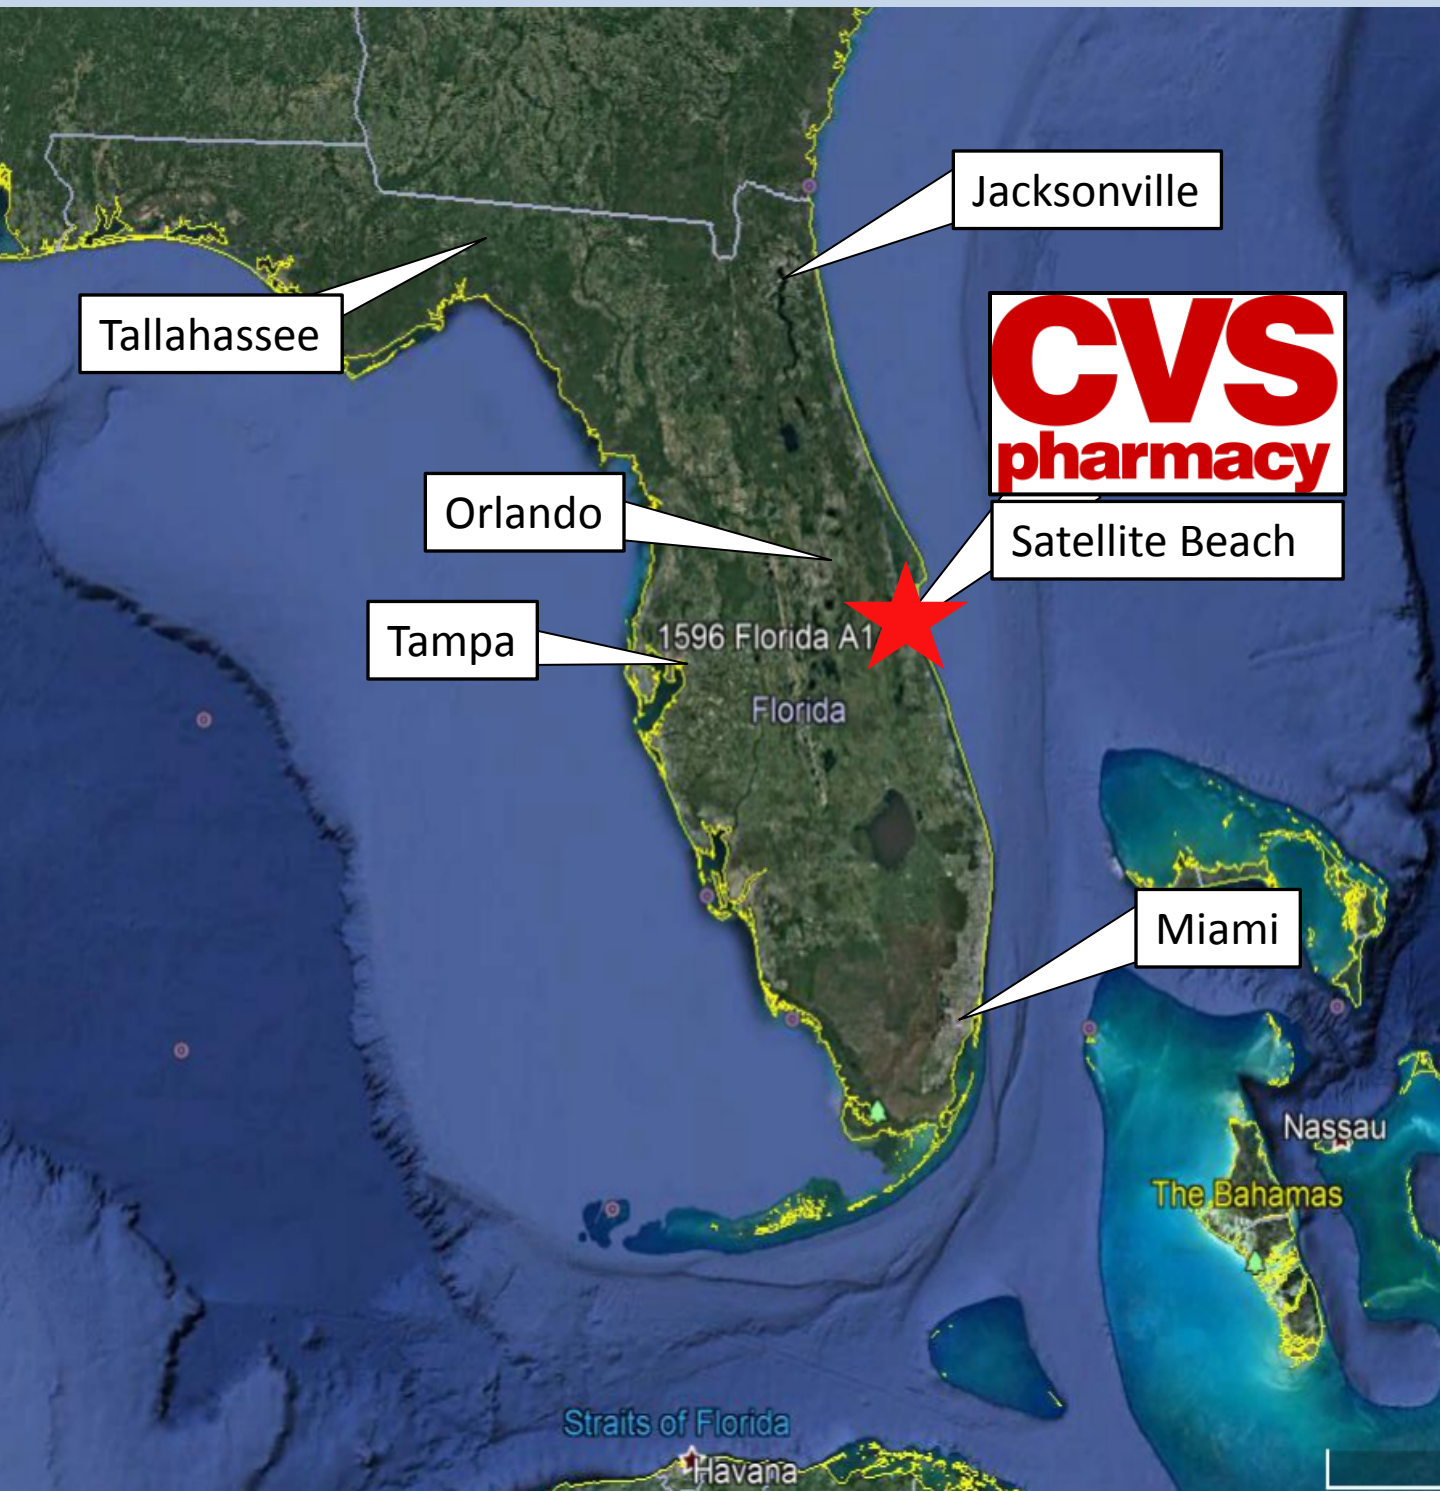 Jacksonville
CVS
pharmacy
Tallahassee
Orlando
Satellite Beach
Tampa
1596 Florida A1
Florida
Miami
Nassau
The Bahamas
Straits of Florida
Havana